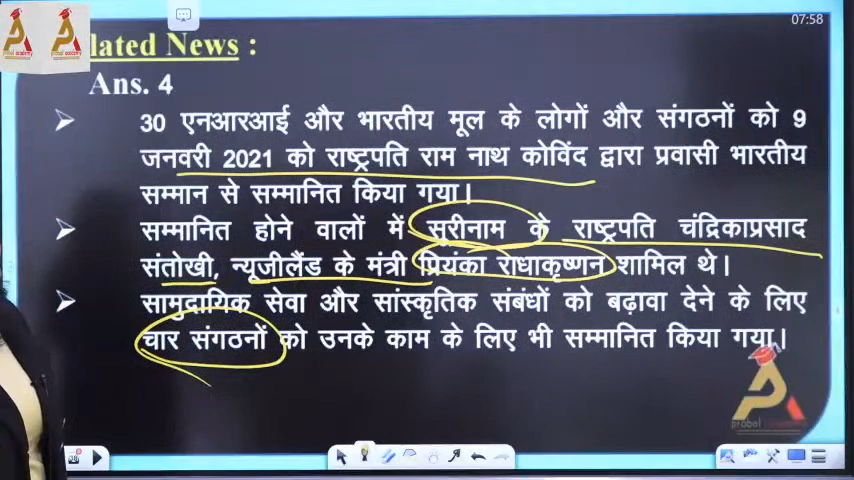 07:58
lated News :
Ans. 4
30 एनआरआई और भारतीय मूल के लोगों और संगठनों को 9
जनवरी 2021 को राष्ट्रपति राम नाथ कोविंद द्वारा प्रवासी भारतीय
सम्मान से सम्मानित किया गया।
सम्मानित होने वालों में सूरीनाम के राष्ट्रपति चंद्रिकाप्रसाद
संतोखी, न्यूजीलैंड के मंत्री प्रियंका रोधाकृष्णन शामिल थे।
सामुदायिक सेवा और सांस्कृतिक संबंधों को बढ़ावा देने के लिए
चार संगठनों को उनके काम के लिए भी सम्मानित किया गया।